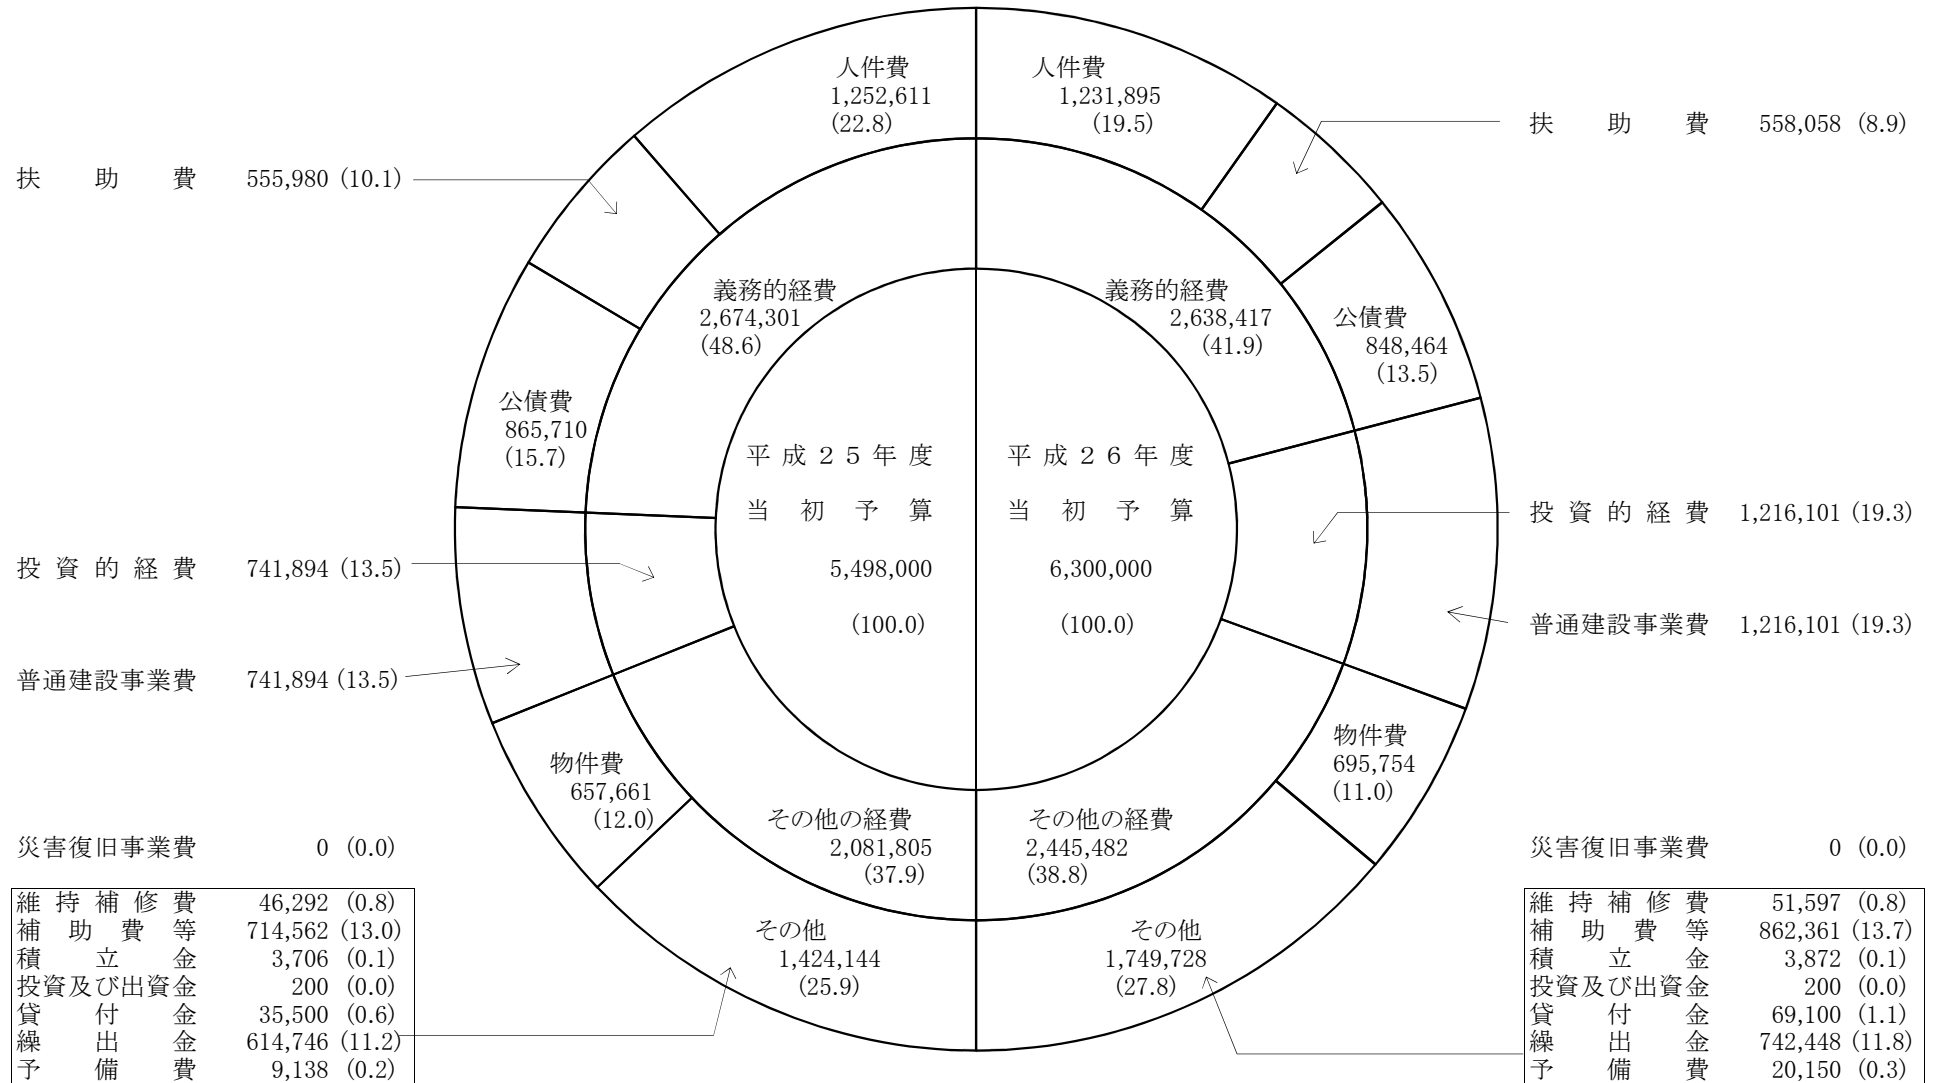 人件費
1,252,611
(22.8)
人件費
1,231,895
(19.5)
扶助費 558,058 (8.9)
扶助費 555,980 (10.1)
義務的経費
2,674,301
(48.6)
義務的経費
2,638,417
(41.9)
公債費
848,464
(13.5)
公債費
865,710
(15.7)
平成25年度
当初予算
5,498,000
(100.0)
平成26年度
当初予算
6,300,000
(100.0)
投資的経費 1,216,101 (19.3)
投資的経費 741,894 (13.5)
普通建設事業費 1,216,101 (19.3)
普通建設事業費 741,894 (13.5)
物件費
657,661
(12.0)
物件費
695,754
(11.0)
その他の経費
2,081,805
(37.9)
その他の経費
2,445,482
(38.8)
災害復旧事業費 0 (0.0)
災害復旧事業費 0 (0.0)
その他
1,424,144
(25.9)
その他
1,749,728
(27.8)
維持補修費 46,292 (0.8)
補助費等 714,562 (13.0)
積立金 3,706 (0.1)
投資及び出資金 200 (0.0)
貸付金 35,500 (0.6)
繰出金 614,746 (11.2)
予備費 9,138 (0.2)
維持補修費 51,597 (0.8)
補助費等 862,361 (13.7)
積立金 3,872 (0.1)
投資及び出資金 200 (0.0)
貸付金 69,100 (1.1)
繰出金 742,448 (11.8)
予備費 20,150 (0.3)